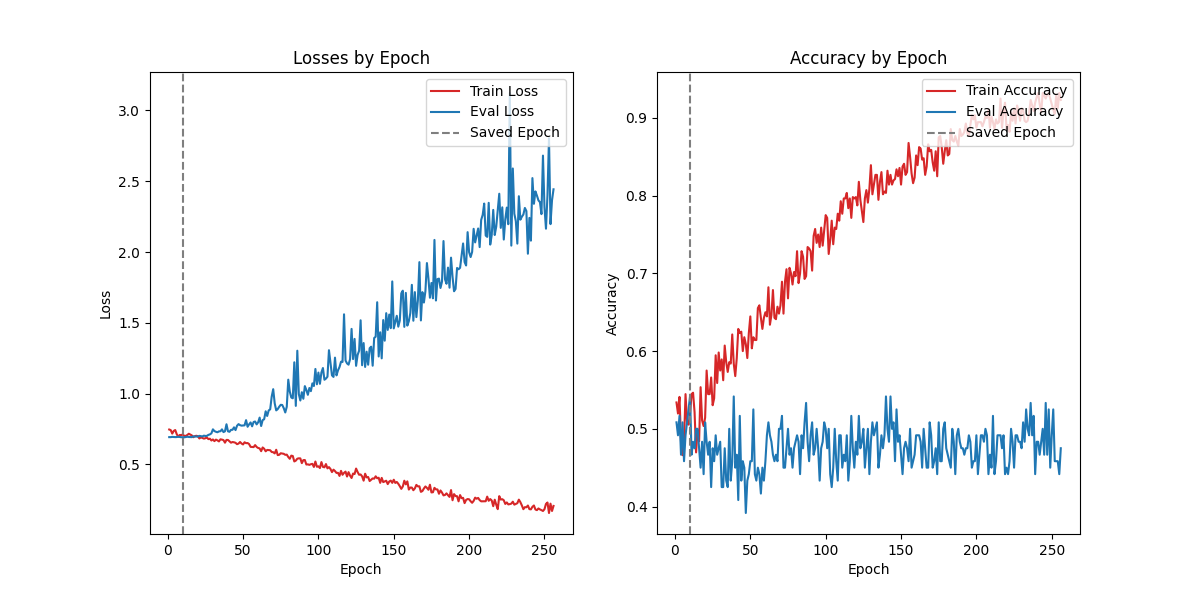 Losses by Epoch
Train Loss
Eval Loss
Saved Epoch
3.0
2.5
2.0
1.5
1.0
0.5
Loss
0
50
100
150
200
250
Epoch
Accuracy by Epoch
Train Accuracy
Eval Accuracy
Saved Epoch
0.9
0.8
0.7
0.6
0.5
0.4
Accuracy
0
50
100
150
200
250
Epoch